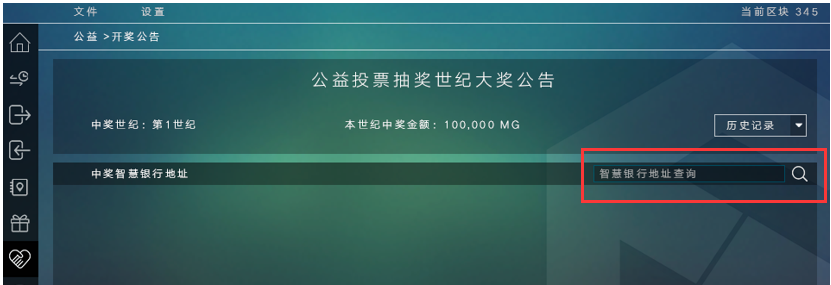 文件 设置 当前区块 345
公益 >开奖公告
公益投票抽奖世纪大奖公告
中奖世纪：第1世纪 本世纪中奖金额：100,000 MG 历史记录
中奖智慧银行地址 智慧银行地址查询